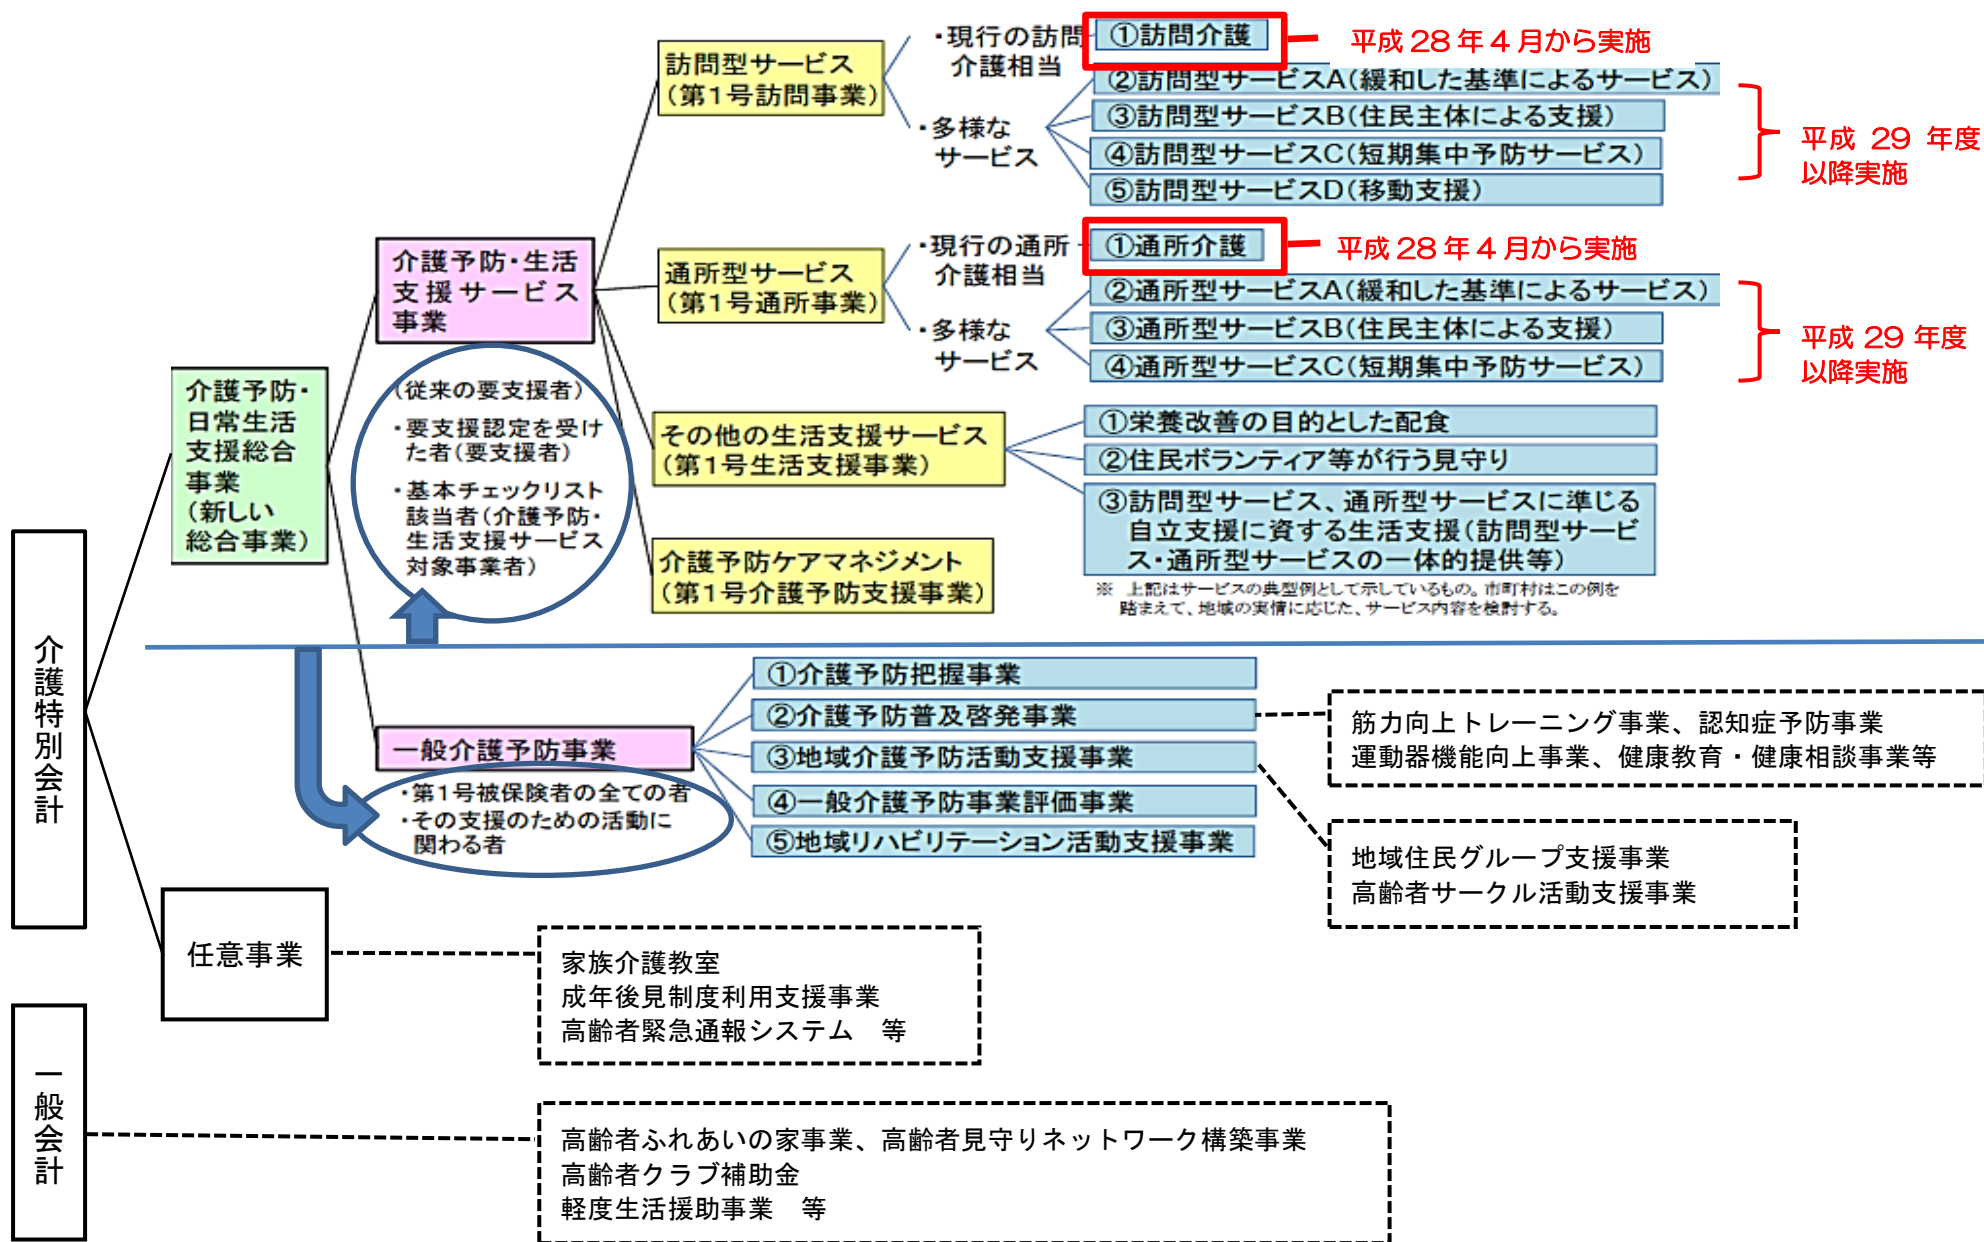 介護特別会計
一般会計
介護予防・
日常生活
支援総合
事業
(新しい
総合事業)
任意事業
介護予防・生活
支援サービス
事業
(従来の要支援者)
・要支援認定を受け
た者(要支援者)
・基本チェックリスト
該当者(介護予防・
生活支援サービス
対象事業者)
訪問型サービス
(第1号訪問事業)
・現行の訪問
介護相当
・多様な
サービス
①訪問介護
平成28年4月から実施
②訪問型サービスA(緩和した基準によるサービス)
③訪問型サービスB(住民主体による支援)
④訪問型サービスC(短期集中予防サービス)
⑤訪問型サービスD(移動支援)
平成 29 年度
以降実施
通所型サービス
(第1号通所事業)
・現行の通所
介護相当
・多様な
サービス
①通所介護
平成28年4月から実施
②通所型サービスA(緩和した基準によるサービス)
③通所型サービスB(住民主体による支援)
④通所型サービスC(短期集中予防サービス)
平成 29 年度
以降実施
その他の生活支援サービス
(第1号生活支援事業)
①栄養改善の目的とした配食
②住民ボランティア等が行う見守り
③訪問型サービス、通所型サービスに準じる
自立支援に資する生活支援(訪問型サービ
ス・通所型サービスの一体的提供等)
※ 上記はサービスの典型例として示しているもの。市町村はこの例を
踏まえて、地域の実情に応じた、サービス内容を検討する。
介護予防ケアマネジメント
(第1号介護予防支援事業)
一般介護予防事業
・第1号被保険者の全ての者
・その支援のための活動に
関わる者
①介護予防把握事業
②介護予防普及啓発事業
③地域介護予防活動支援事業
④一般介護予防事業評価事業
⑤地域リハビリテーション活動支援事業
筋力向上トレーニング事業、認知症予防事業
運動器機能向上事業、健康教育・健康相談事業等
地域住民グループ支援事業
高齢者サークル活動支援事業
家族介護教室
成年後見制度利用支援事業
高齢者緊急通報システム 等
高齢者ふれあいの家事業、高齢者見守りネットワーク構築事業
高齢者クラブ補助金
軽度生活援助事業 等